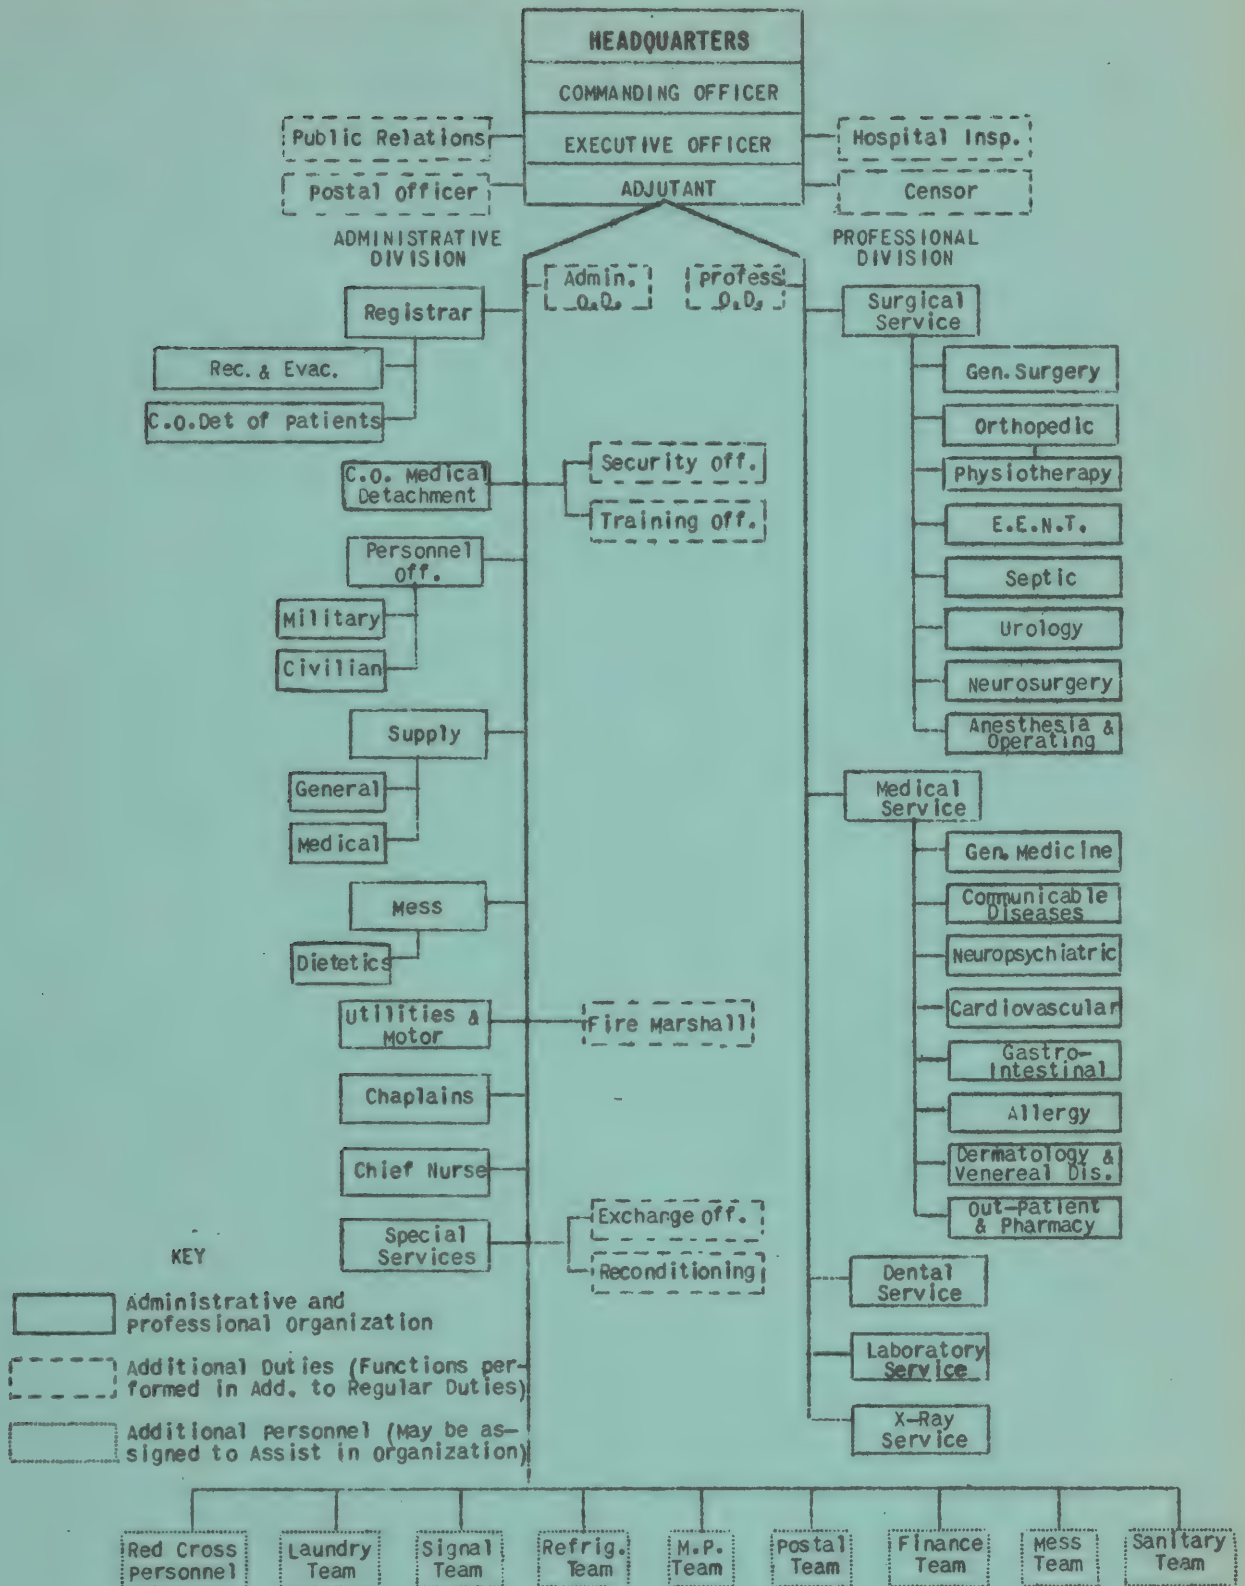 HEADQUARTERS
COMMANDING OFFICER
EXECUTIVE OFFICER
ADJUTANT
Public Relations
Postal Officer
Hospital Insp.
Censor
ADMINISTRATIVE
DIVISION
PROFESSIONAL
DIVISION
Admin.
O.D.
Profess
O.D.
Registrar
Rec. & Evac.
C.O.Det of Patients
C.O. Medical
Detachment
Security Off.
Training Off.
Personnel
Off.
Military
Civilian
Supply
General
Medical
Mess
Dietetics
Utilities &
Motor
Fire Marshall
Chaplains
Chief Nurse
Special
Services
Exchange Off.
Reconditioning
Surgical
Service
Gen.Surgery
Orthopedic
Physiotherapy
E.E.N.T.
Septic
Urology
Neurosurgery
Anesthesia &
Operating
Medical
Service
Gen. Medicine
Communicable
Diseases
Neuropsychiatric
Cardiovascular
Gastro-
Intestinal
Allergy
Dermatology &
Venereal Dis.
Out-Patient
& Pharmacy
Dental
Service
Laboratory
Service
X-Ray
Service
KEY
Administrative and
Professional Organization
Additional Duties (Functions per-
formed in Add. to Regular Duties)
Additional Personnel (May be as-
signed to Assist in Organization)
Red Cross
Personnel
Laundry
Team
Signal
Team
Refrig.
Team
M.P.
Team
Postal
Team
Finance
Team
Mess
Team
Sanitary
Team